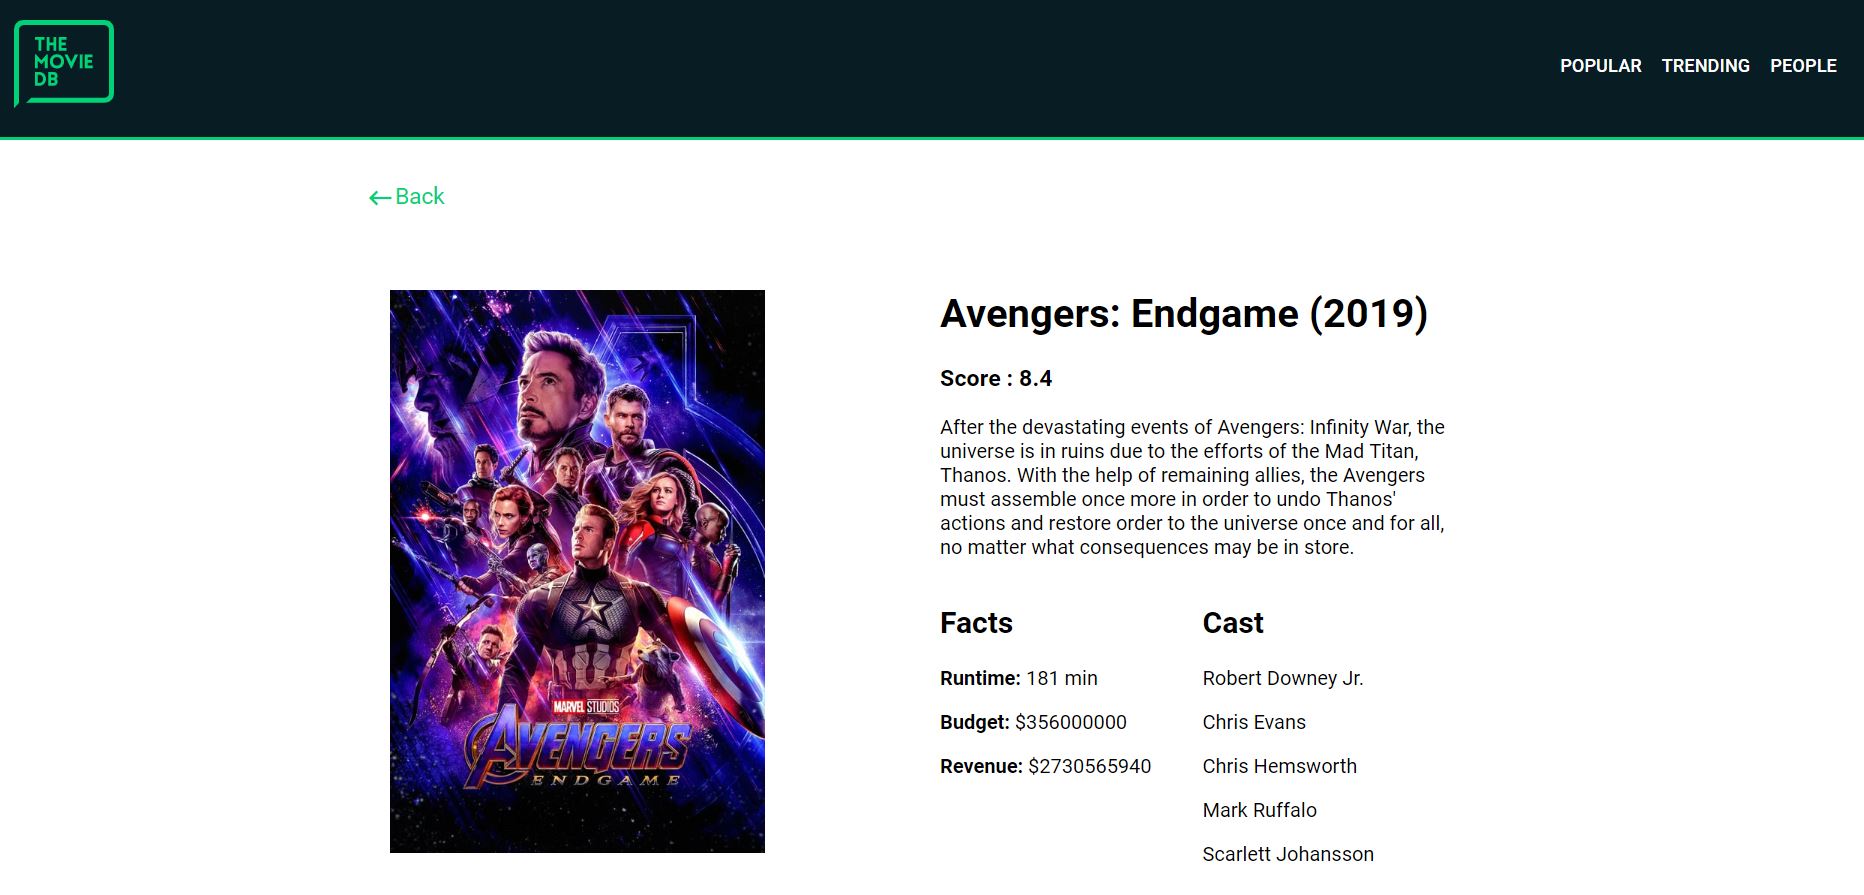 THE
MOVIE
DB
POPULAR TRENDING PEOPLE
←Back
Avengers: Endgame (2019)
Score : 8.4
After the devastating events of Avengers: Infinity War, the
universe is in ruins due to the efforts of the Mad Titan,
Thanos. With the help of remaining allies, the Avengers
must assemble once more in order to undo Thanos'
actions and restore order to the universe once and for all,
no matter what consequences may be in store.
Facts
Runtime: 181 min
Budget: $356000000
Revenue: $2730565940
Cast
Robert Downey Jr.
Chris Evans
Chris Hemsworth
Mark Ruffalo
Scarlett Johansson
MARVEL STUDIOS
AVENGERS
ENDGAME